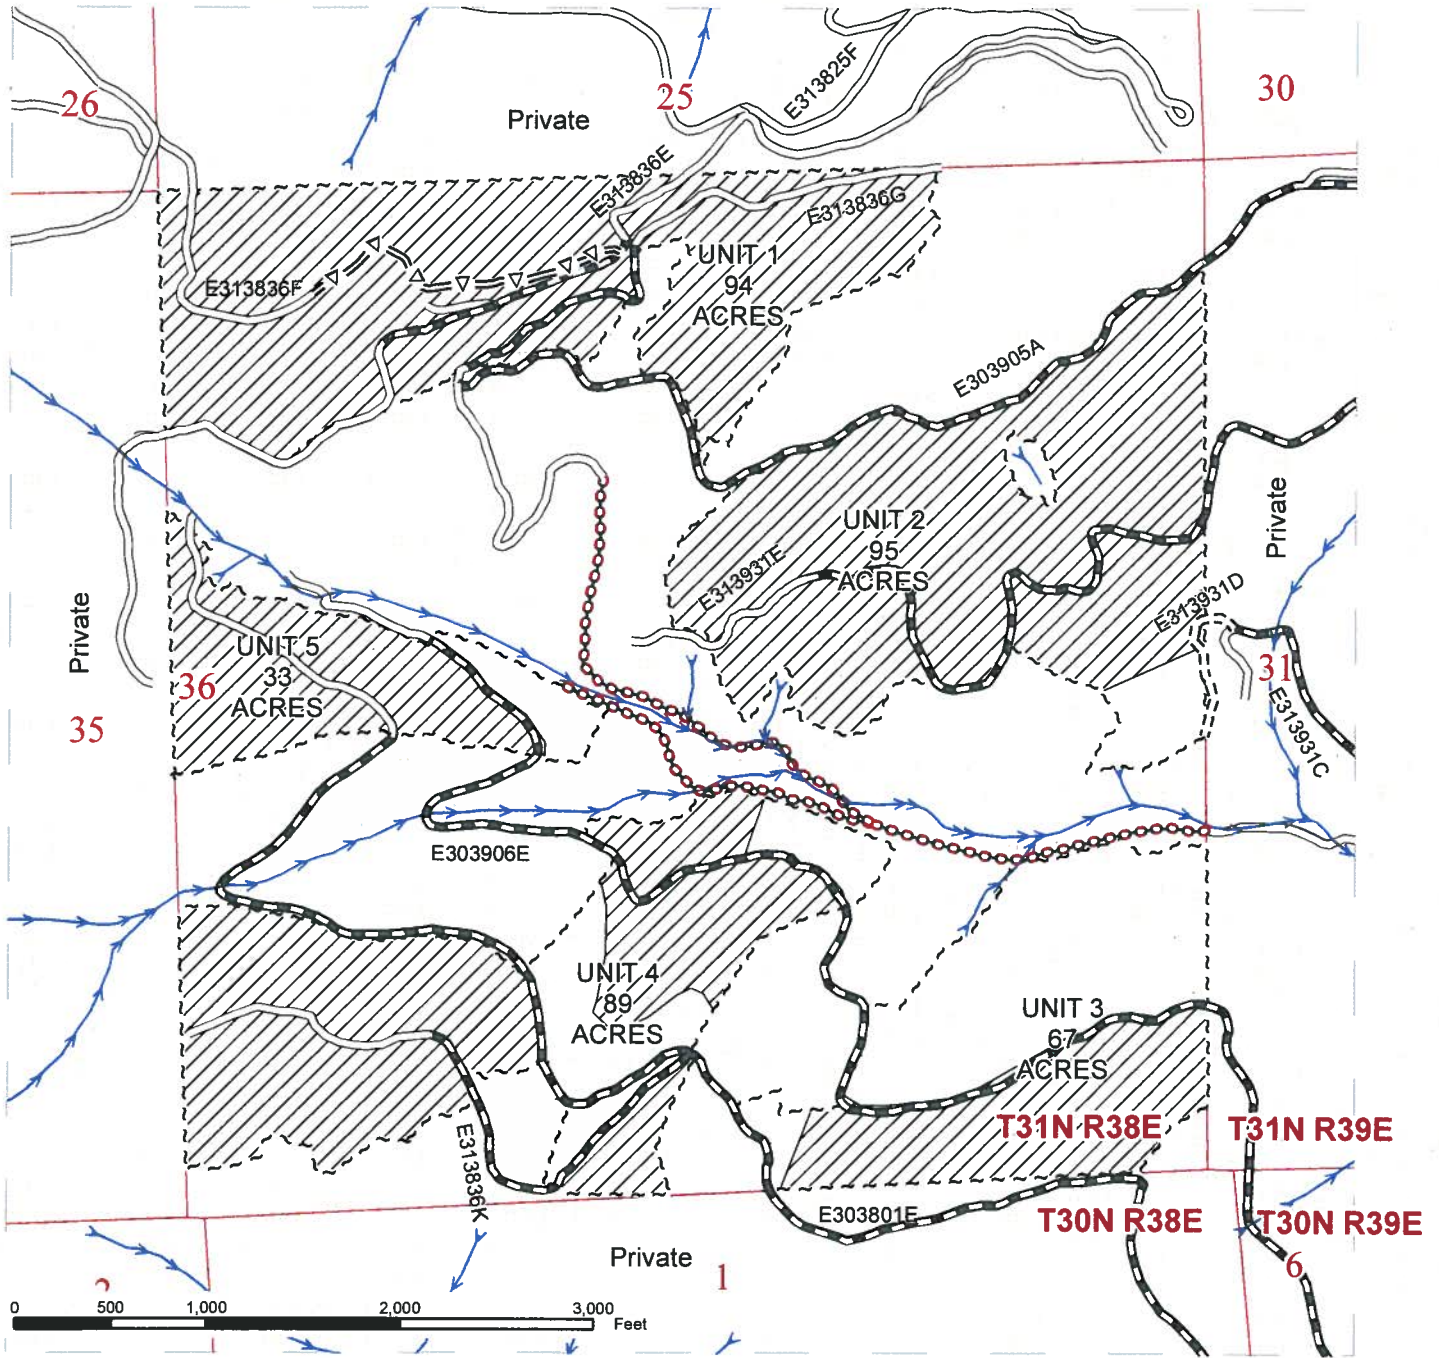 26
25
30
Private
E313825F
E313836E
E313836G
UNIT 1
94
ACRES
E313836F
E303905A
Private
UNIT 2
95
ACRES
E313931E
E313931D
Private
UNIT 5
33
ACRES
36
31
35
E313931C
E303906E
UNIT 4
89
ACRES
UNIT 3
67
ACRES
T31N R38E
T31N R39E
E313836K
E303801E
T30N R38E
T30N R39E
Private
1
6
0
500
1,000
2,000
3,000
Feet